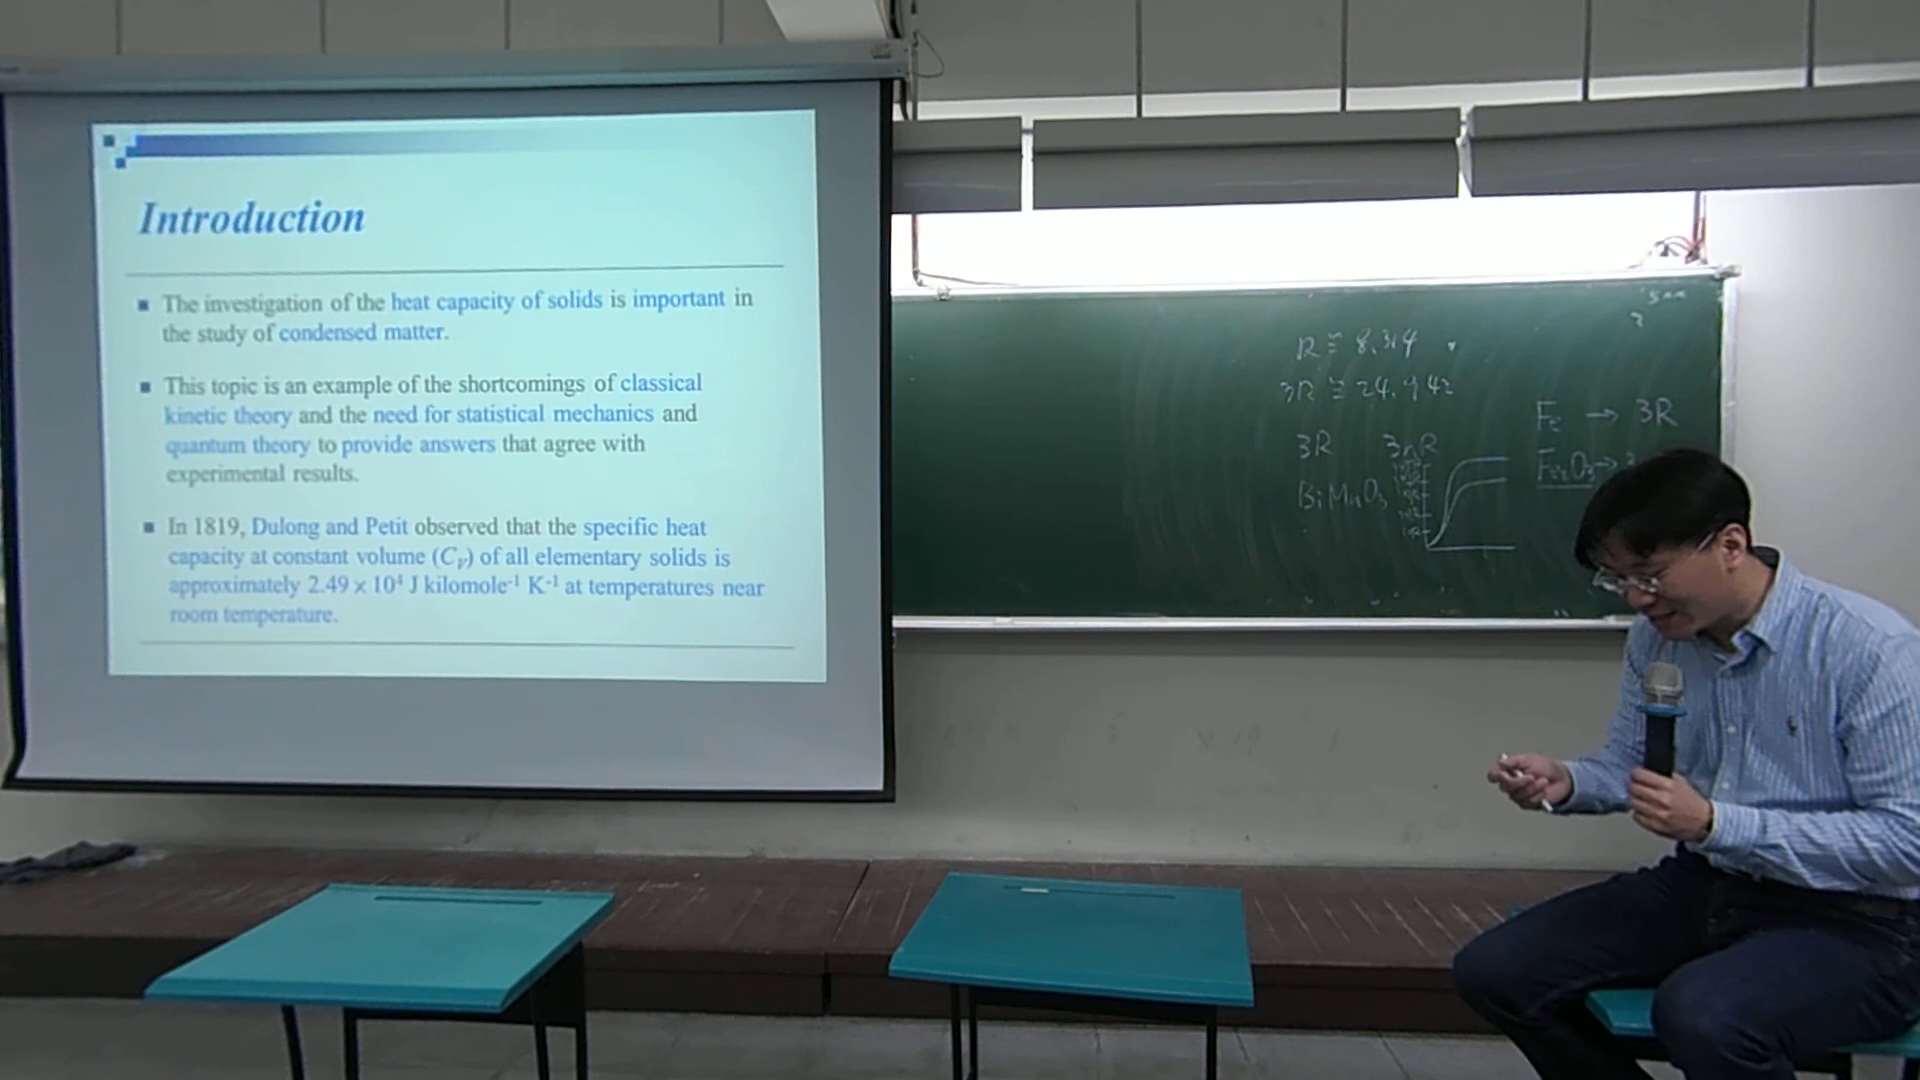 Introduction
The investigation of the heat capacity of solids is important in
the study of condensed matter.
This topic is an example of the shortcomings of classical
kinetic theory and the need for statistical mechanics and
quantum theory to provide answers that agree with
experimental results.
In 1819, Dulong and Petit observed that the specific heat
capacity at constant volume (Cᵥ) of all elementary solids is
approximately 2.49 x 10⁴ J kilomole⁻¹ K⁻¹ at temperatures near
room temperature.
R ≅ 8.314
3R ≅ 24.942
3R 3nR
BiMnO₃
Fe → 3R
Fe₂O₃ →